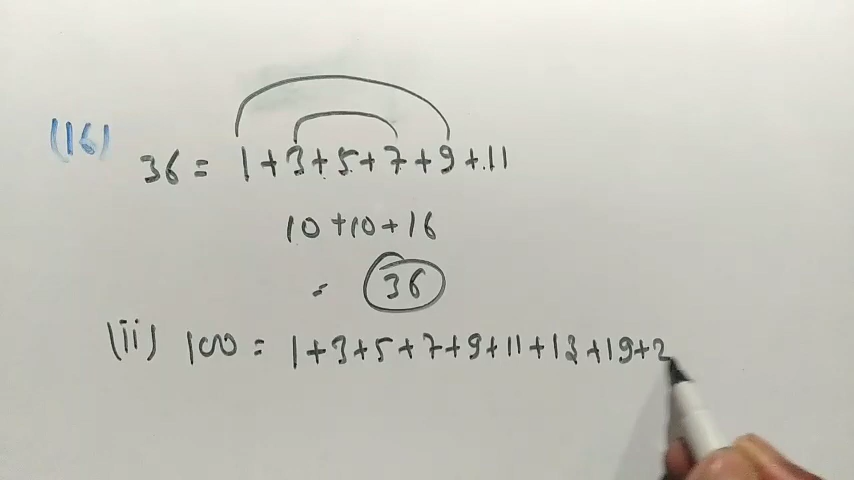 (16) 36 = 1+3+5+7+9+11
10+10+16
= 36
(ii) 100 = 1+3+5+7+9+11+13+19+2